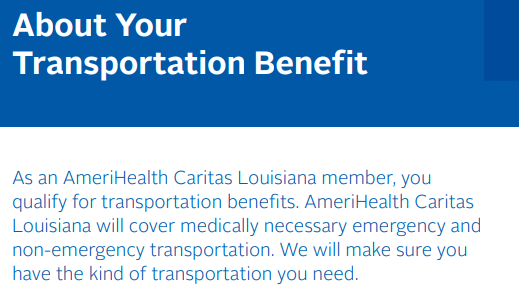 About Your
Transportation Benefit
As an AmeriHealth Caritas Louisiana member, you
qualify for transportation benefits. AmeriHealth Caritas
Louisiana will cover medically necessary emergency and
non-emergency transportation. We will make sure you
have the kind of transportation you need.